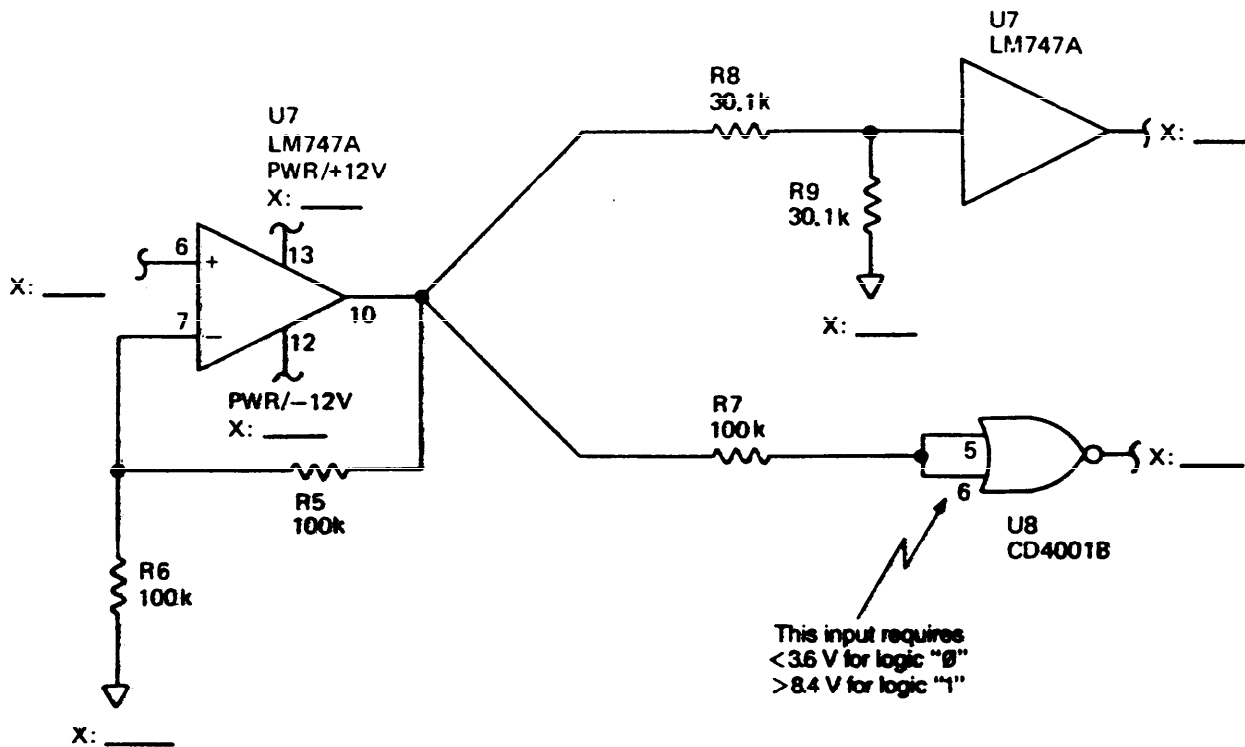 U7
LM747A
R8
30.1k
X: ____
U7
LM747A
PWR/+12V
X: ____
R9
30.1k
6
+
13
X: ____
7
−
12
10
X: ____
PWR/−12V
X: ____
R7
100k
5
6
X: ____
R5
100k
U8
CD4001B
R6
100k
This input requires
<3.6 V for logic "0"
>8.4 V for logic "1"
X: ____